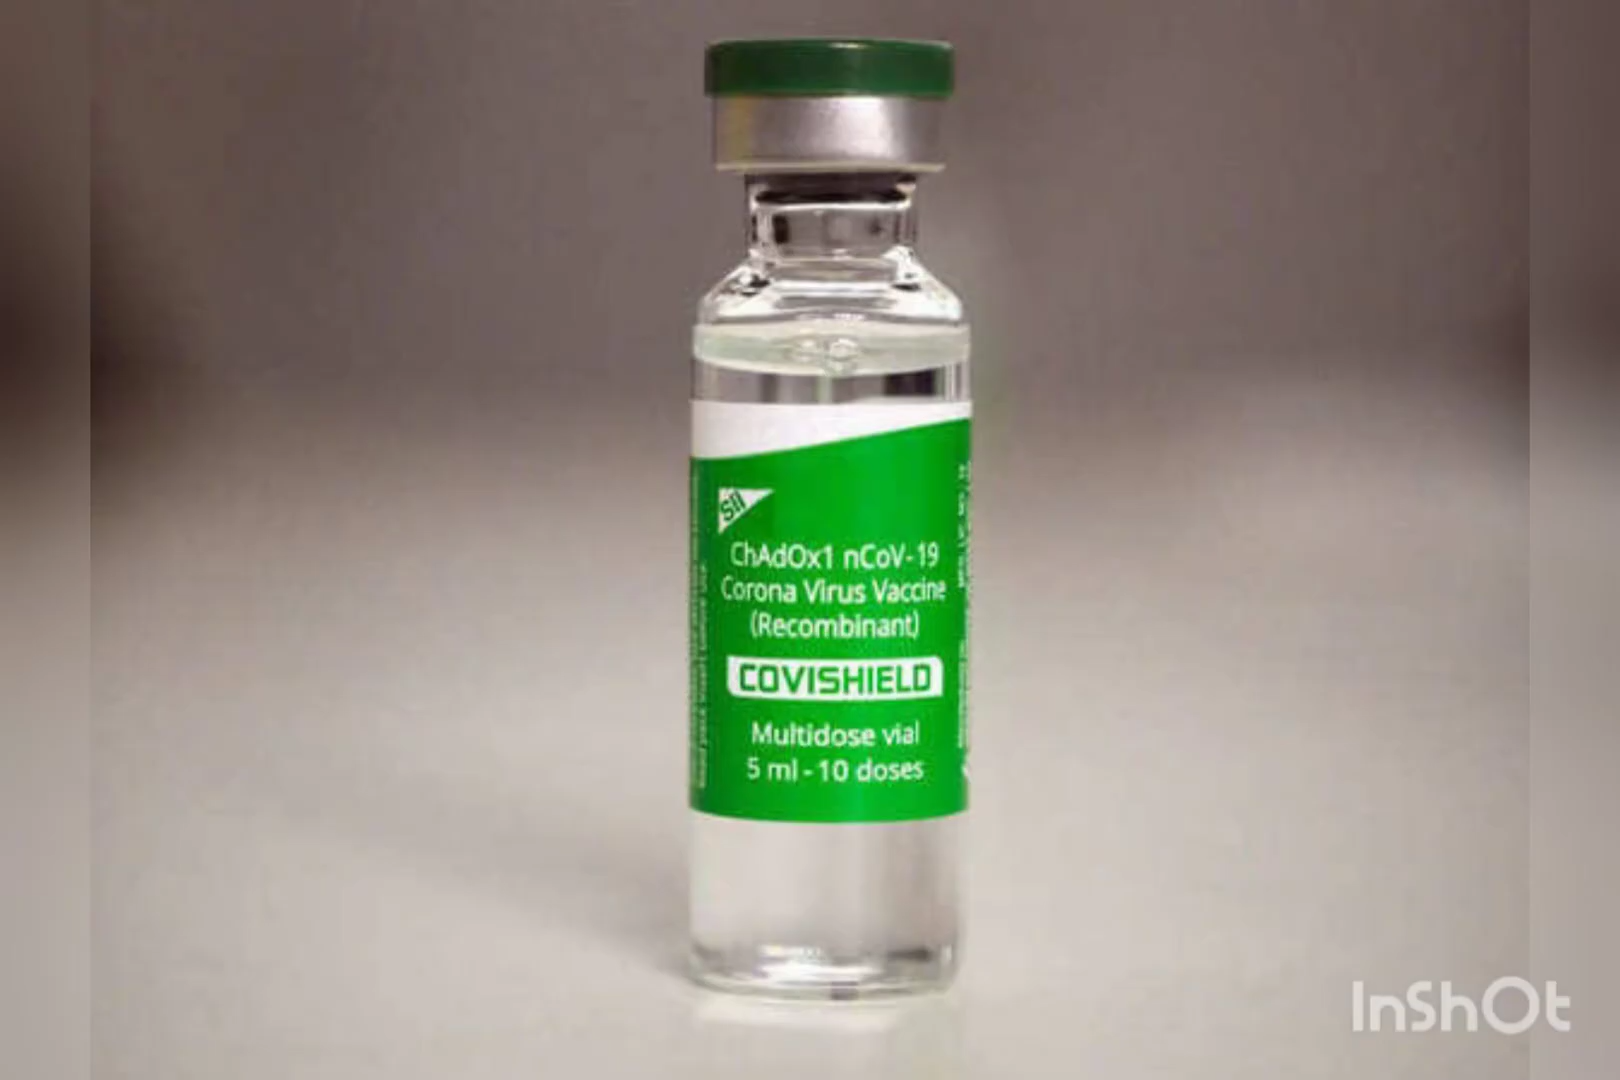 SII
ChAdOx1 nCoV-19
Corona Virus Vaccine
(Recombinant)
COVISHIELD
Multidose vial
5 ml - 10 doses
InShOt